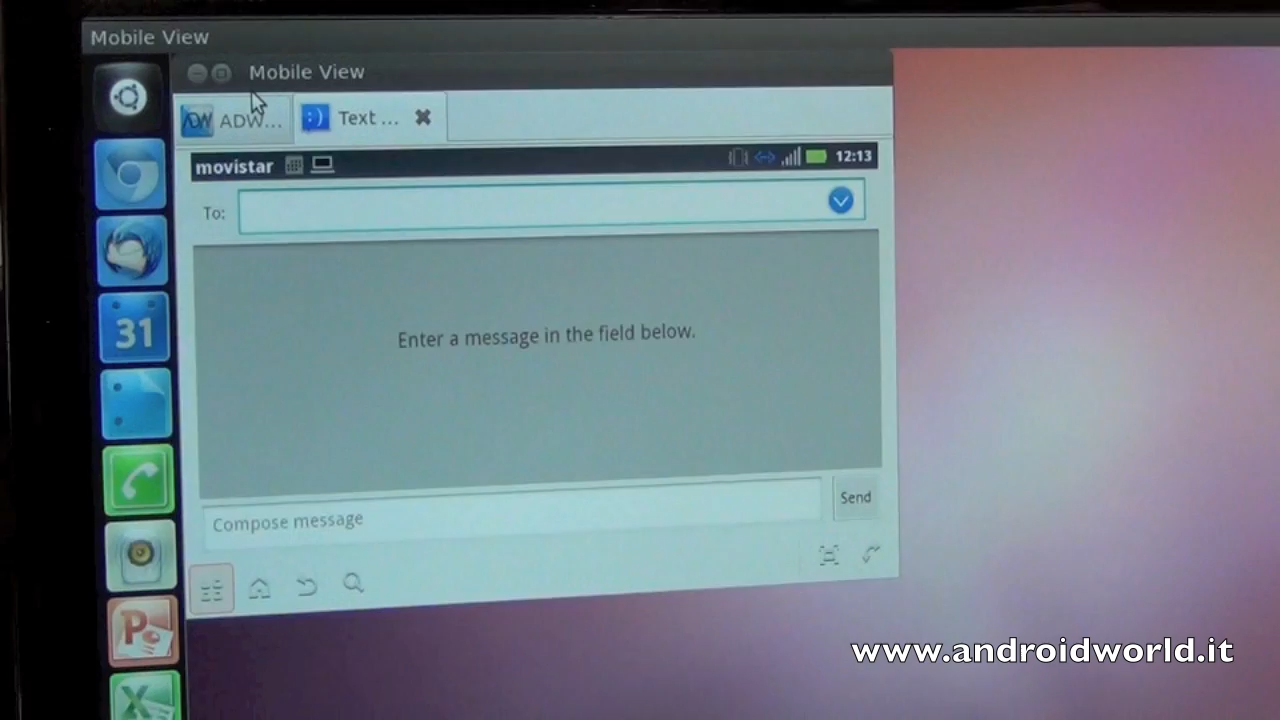 Mobile View
Mobile View
ADW...
:) Text ...
movistar
12:13
To:
Enter a message in the field below.
Compose message
Send
31
P
X
www.androidworld.it